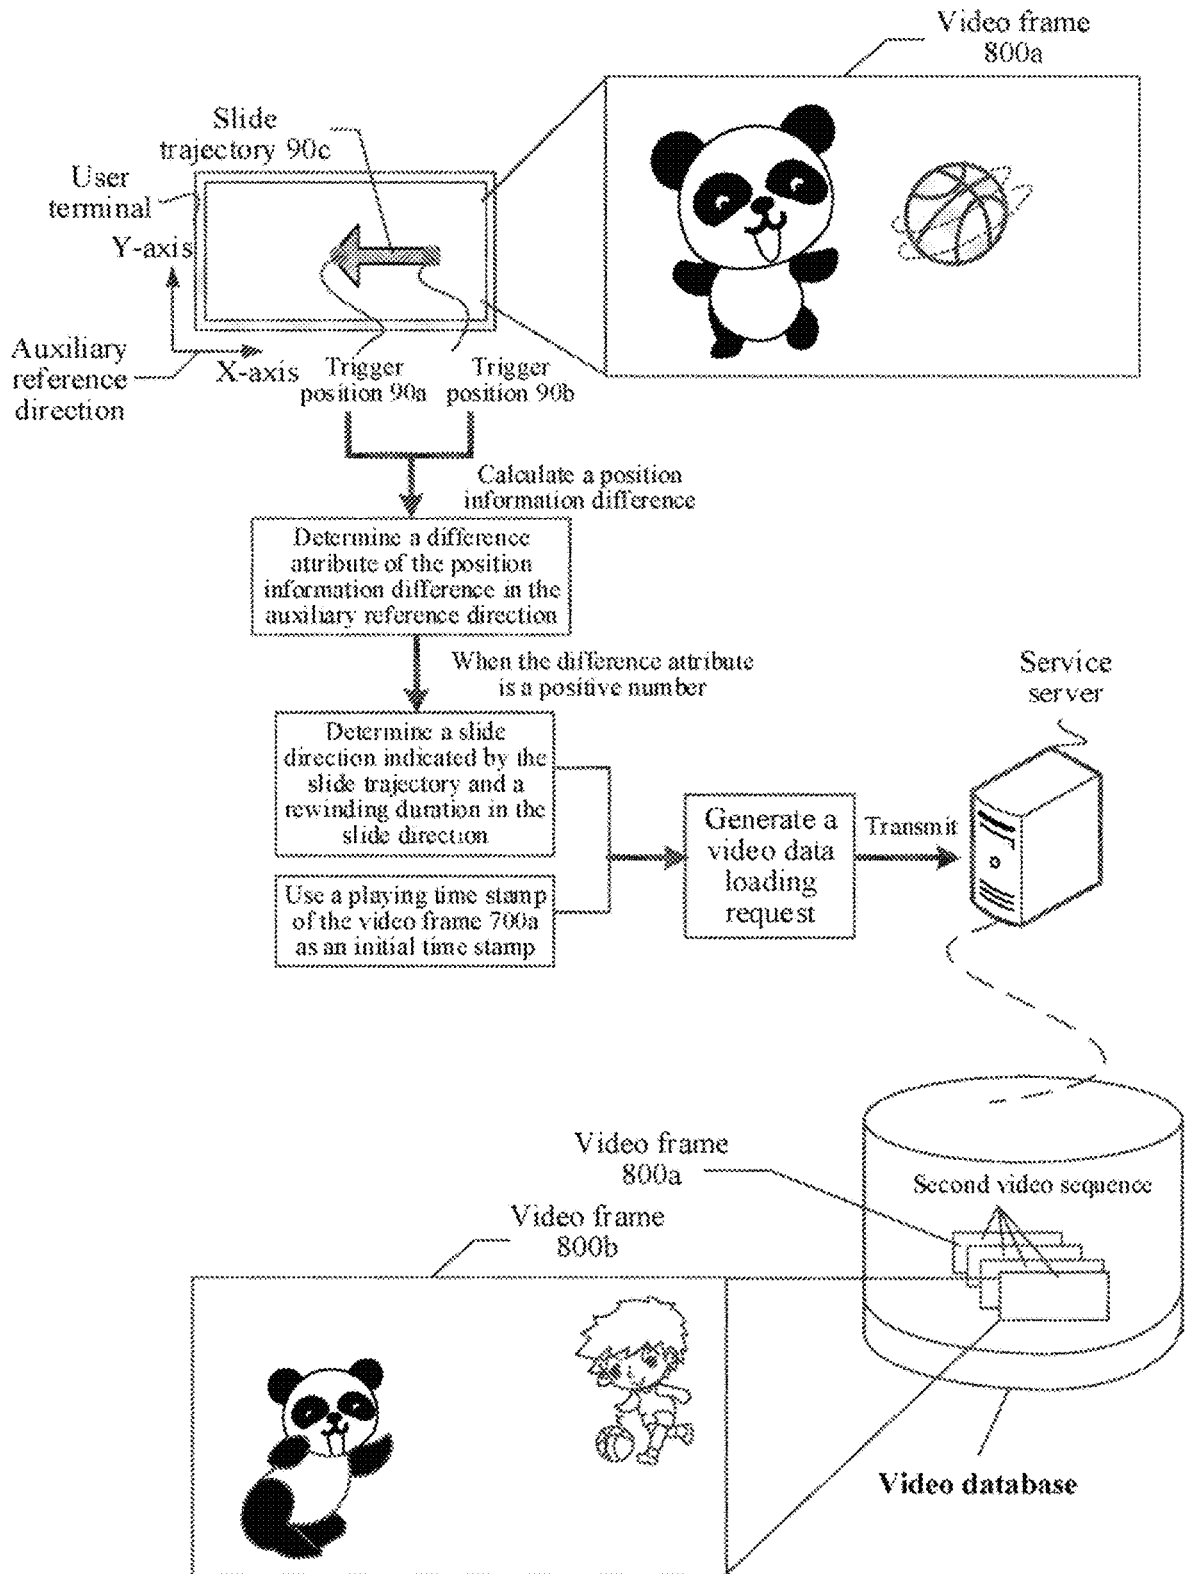 Video frame
800a
Slide
trajectory 90c
User
terminal
Y-axis
Auxiliary
reference
direction
X-axis
Trigger
position 90a
Trigger
position 90b
Calculate a position
information difference
Determine a difference
attribute of the position
information difference in the
auxiliary reference direction
When the difference attribute
is a positive number
Service
server
Determine a slide
direction indicated by the
slide trajectory and a
rewinding duration in the
slide direction
Generate a
video data
loading
request
Transmit
Use a playing time stamp
of the video frame 700a
as an initial time stamp
Video frame
800a
Second video sequence
Video frame
800b
Video database